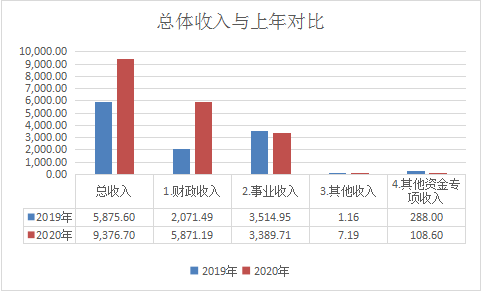 总体收入与上年对比
10,000.00
9,000.00
8,000.00
7,000.00
6,000.00
5,000.00
4,000.00
3,000.00
2,000.00
1,000.00
0.00
总收入 1.财政收入 2.事业收入 3.其他收入 4.其他资金专
项收入
2019年 5,875.60 2,071.49 3,514.95 1.16 288.00
2020年 9,376.70 5,871.19 3,389.71 7.19 108.60
2019年 2020年